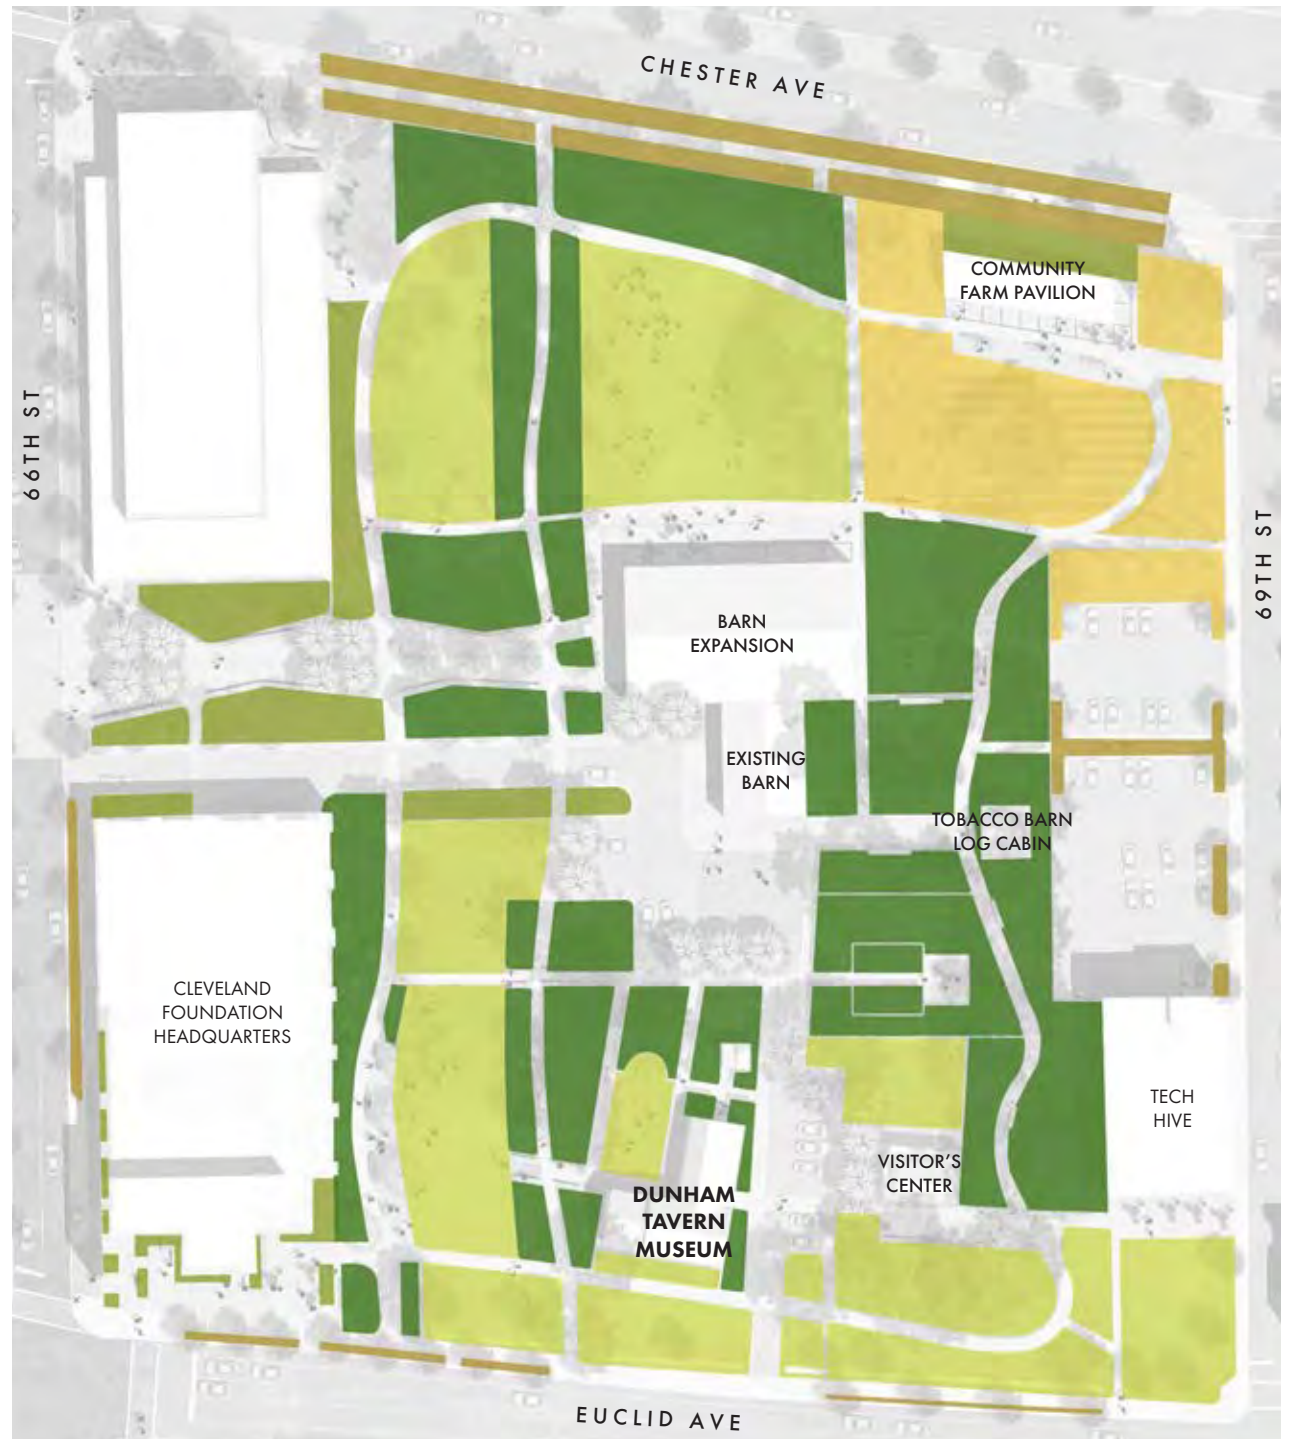 CHESTER AVE
COMMUNITY
FARM PAVILION
66TH ST
69TH ST
BARN
EXPANSION
EXISTING
BARN
TOBACCO BARN
LOG CABIN
CLEVELAND
FOUNDATION
HEADQUARTERS
TECH
HIVE
VISITOR'S
CENTER
DUNHAM
TAVERN
MUSEUM
EUCLID AVE